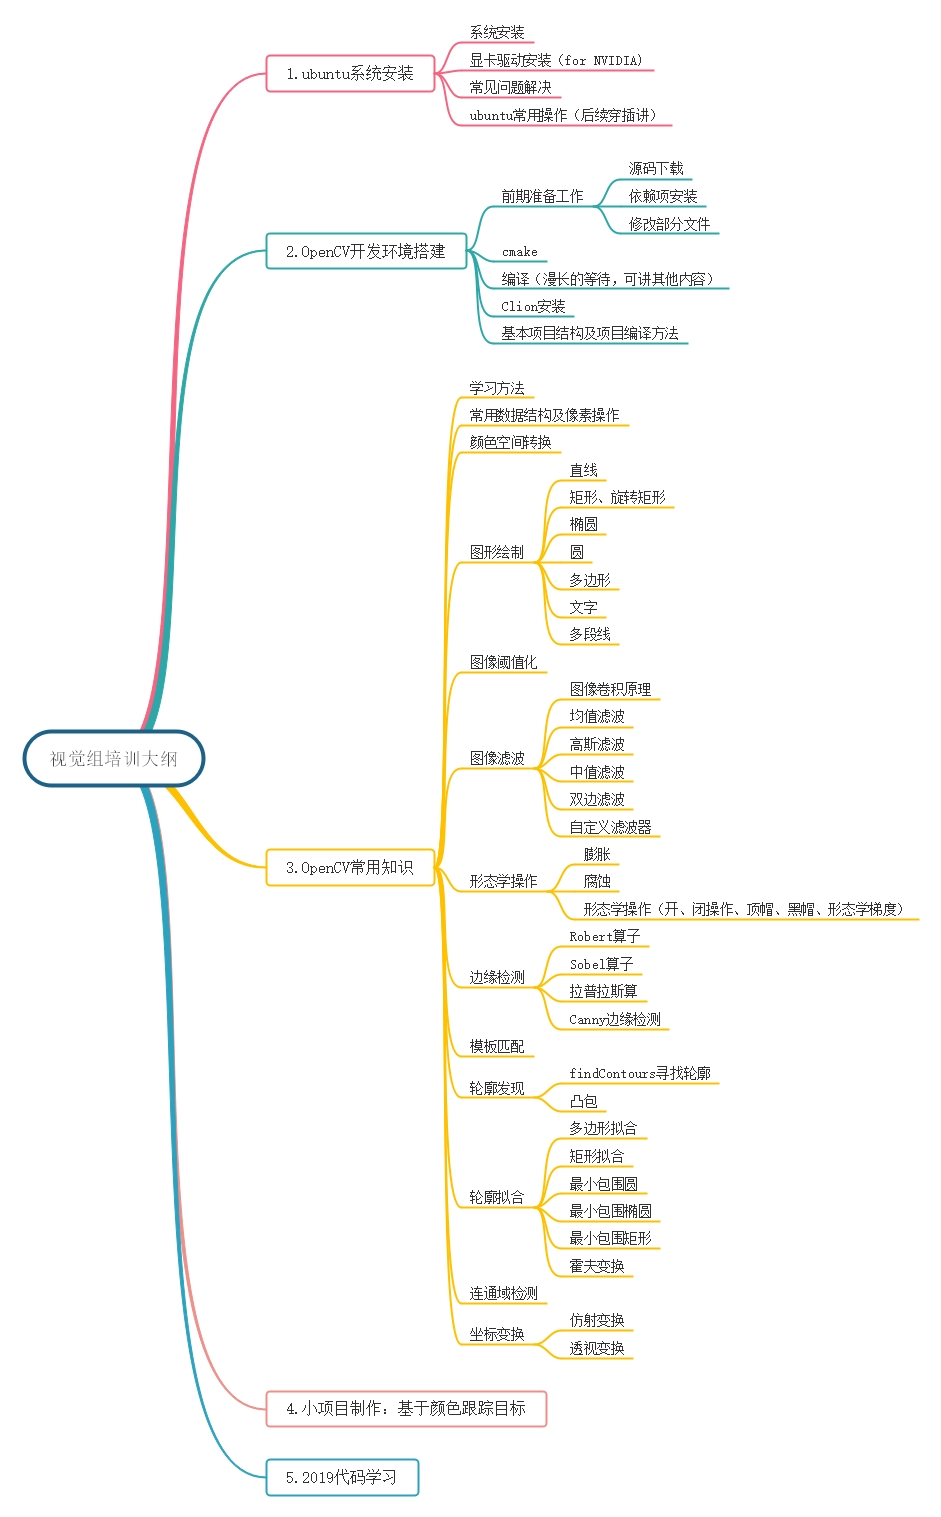 视觉组培训大纲
1.ubuntu系统安装
系统安装
显卡驱动安装（for NVIDIA）
常见问题解决
ubuntu常用操作（后续穿插讲）
2.OpenCV开发环境搭建
前期准备工作
源码下载
依赖项安装
修改部分文件
cmake
编译（漫长的等待，可讲其他内容）
Clion安装
基本项目结构及项目编译方法
3.OpenCV常用知识
学习方法
常用数据结构及像素操作
颜色空间转换
图形绘制
直线
矩形、旋转矩形
椭圆
圆
多边形
文字
多段线
图像阈值化
图像滤波
图像卷积原理
均值滤波
高斯滤波
中值滤波
双边滤波
自定义滤波器
形态学操作
膨胀
腐蚀
形态学操作（开、闭操作、顶帽、黑帽、形态学梯度）
边缘检测
Robert算子
Sobel算子
拉普拉斯算
Canny边缘检测
模板匹配
轮廓发现
findContours寻找轮廓
凸包
轮廓拟合
多边形拟合
矩形拟合
最小包围圆
最小包围椭圆
最小包围矩形
霍夫变换
连通域检测
坐标变换
仿射变换
透视变换
4.小项目制作：基于颜色跟踪目标
5.2019代码学习